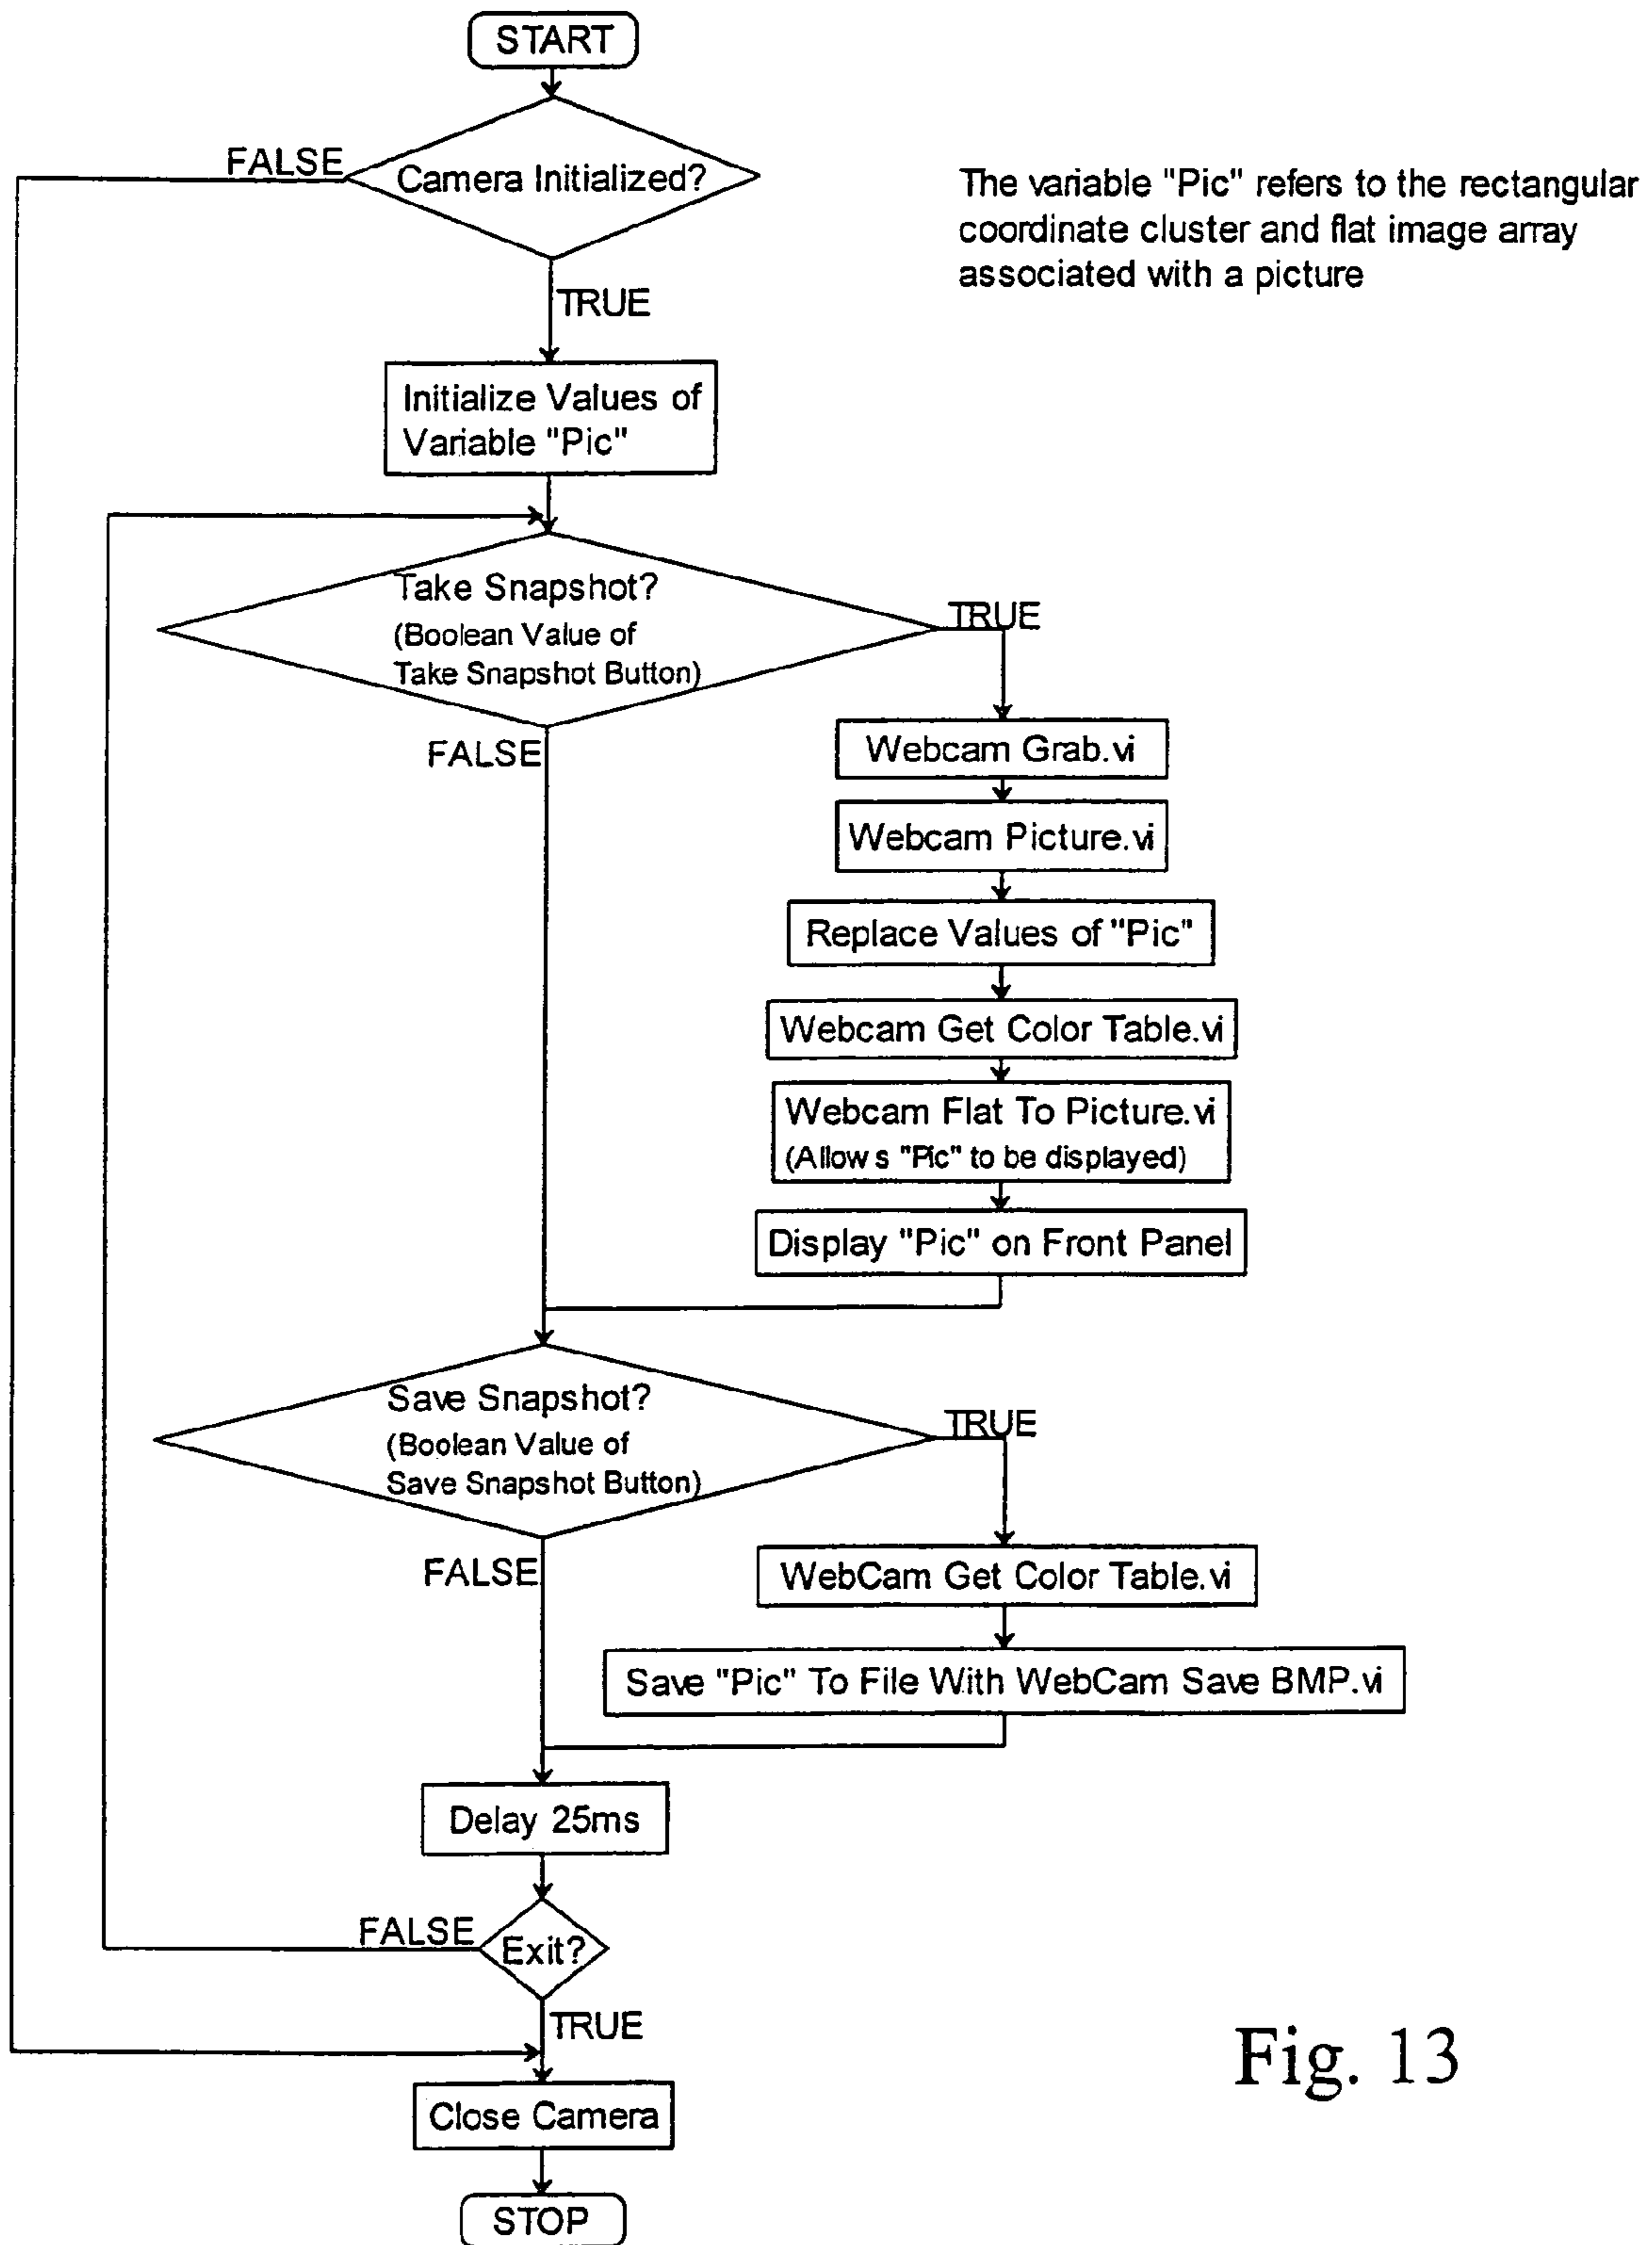 START
FALSE
Camera Initialized?
The variable "Pic" refers to the rectangular
coordinate cluster and flat image array
associated with a picture
TRUE
Initialize Values of
Variable "Pic"
Take Snapshot?
(Boolean Value of
Take Snapshot Button)
TRUE
FALSE
Webcam Grab.vi
Webcam Picture.vi
Replace Values of "Pic"
Webcam Get Color Table.vi
Webcam Flat To Picture.vi
(Allows "Pic" to be displayed)
Display "Pic" on Front Panel
Save Snapshot?
(Boolean Value of
Save Snapshot Button)
TRUE
FALSE
WebCam Get Color Table.vi
Save "Pic" To File With WebCam Save BMP.vi
Delay 25ms
FALSE
Exit?
TRUE
Close Camera
STOP
Fig. 13